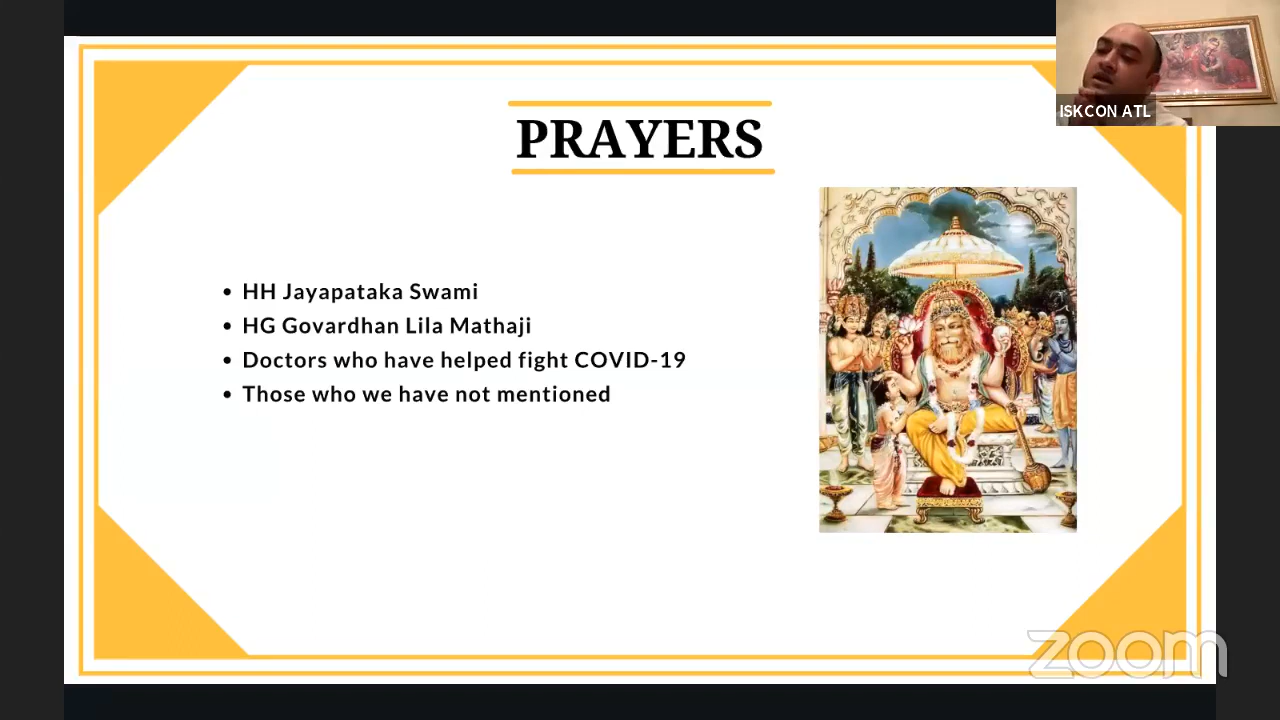 ISKCON ATL
PRAYERS
HH Jayapataka Swami
HG Govardhan Lila Mathaji
Doctors who have helped fight COVID-19
Those who we have not mentioned
zoom